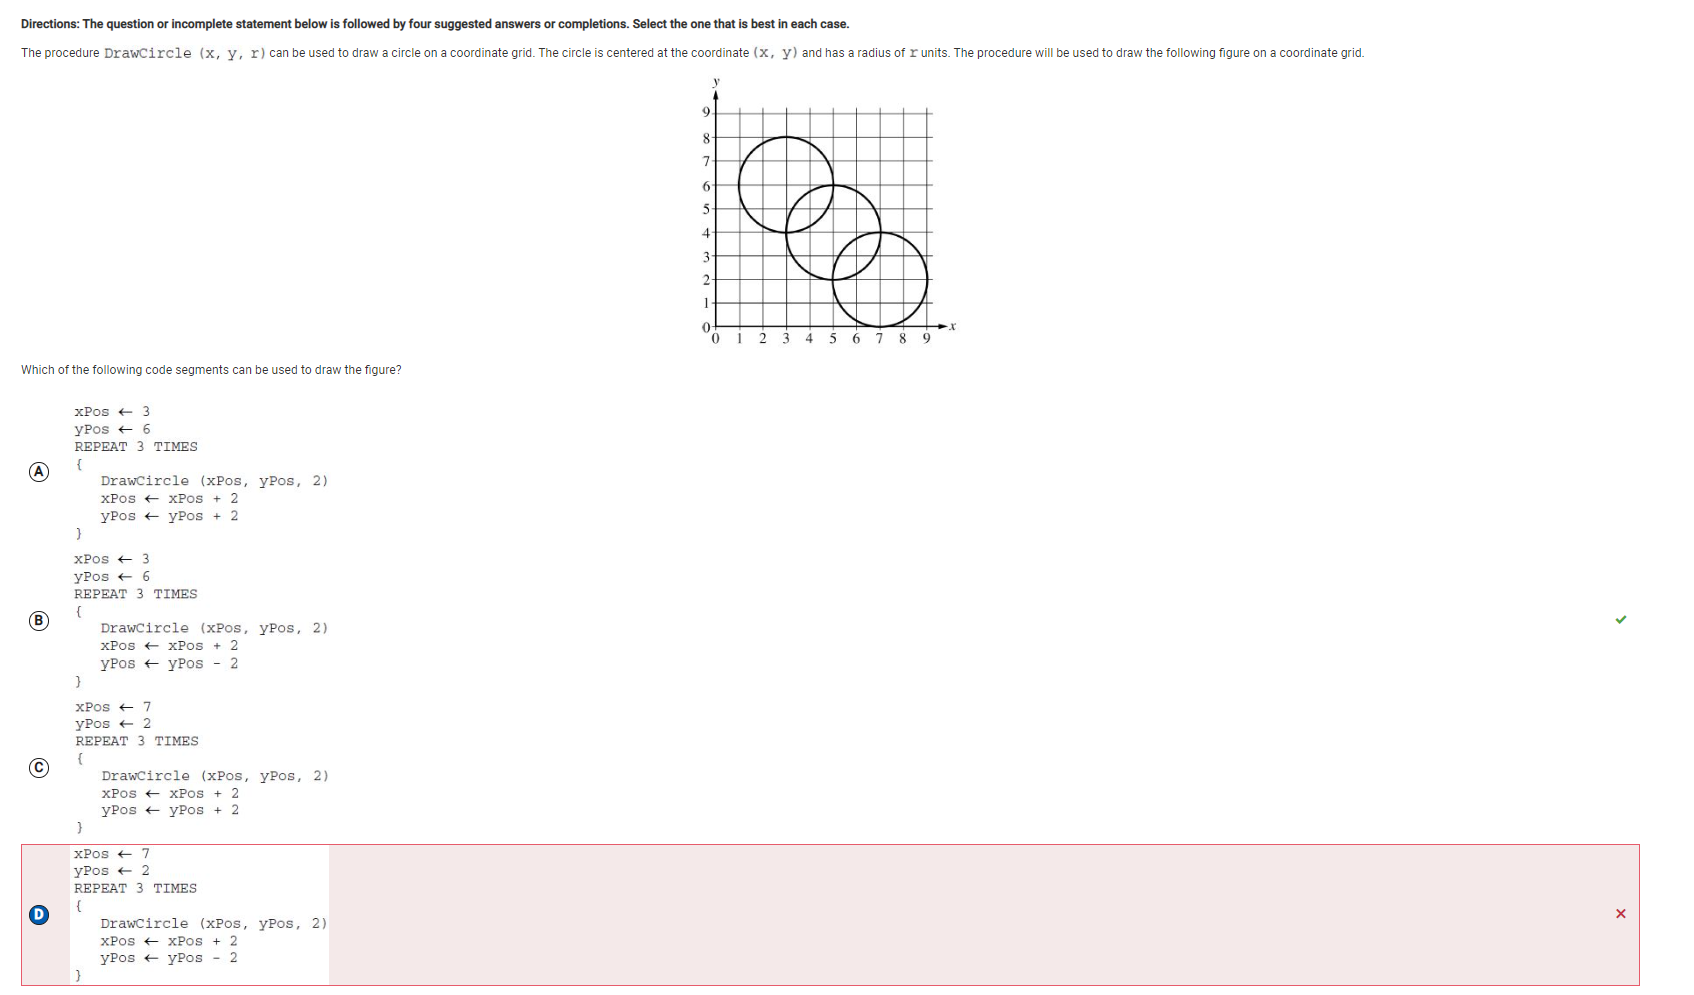 Directions: The question or incomplete statement below is followed by four suggested answers or completions. Select the one that is best in each case.
The procedure DrawCircle (x, y, r) can be used to draw a circle on a coordinate grid. The circle is centered at the coordinate (x, y) and has a radius of r units. The procedure will be used to draw the following figure on a coordinate grid.
y
9
8
7
6
5
4
3
2
1
0
x
0 1 2 3 4 5 6 7 8 9
Which of the following code segments can be used to draw the figure?
A
xPos ← 3
yPos ← 6
REPEAT 3 TIMES
{
DrawCircle (xPos, yPos, 2)
xPos ← xPos + 2
yPos ← yPos + 2
}
B
xPos ← 3
yPos ← 6
REPEAT 3 TIMES
{
DrawCircle (xPos, yPos, 2)
xPos ← xPos + 2
yPos ← yPos - 2
}
C
xPos ← 7
yPos ← 2
REPEAT 3 TIMES
{
DrawCircle (xPos, yPos, 2)
xPos ← xPos + 2
yPos ← yPos + 2
}
D
xPos ← 7
yPos ← 2
REPEAT 3 TIMES
{
DrawCircle (xPos, yPos, 2)
xPos ← xPos + 2
yPos ← yPos - 2
}